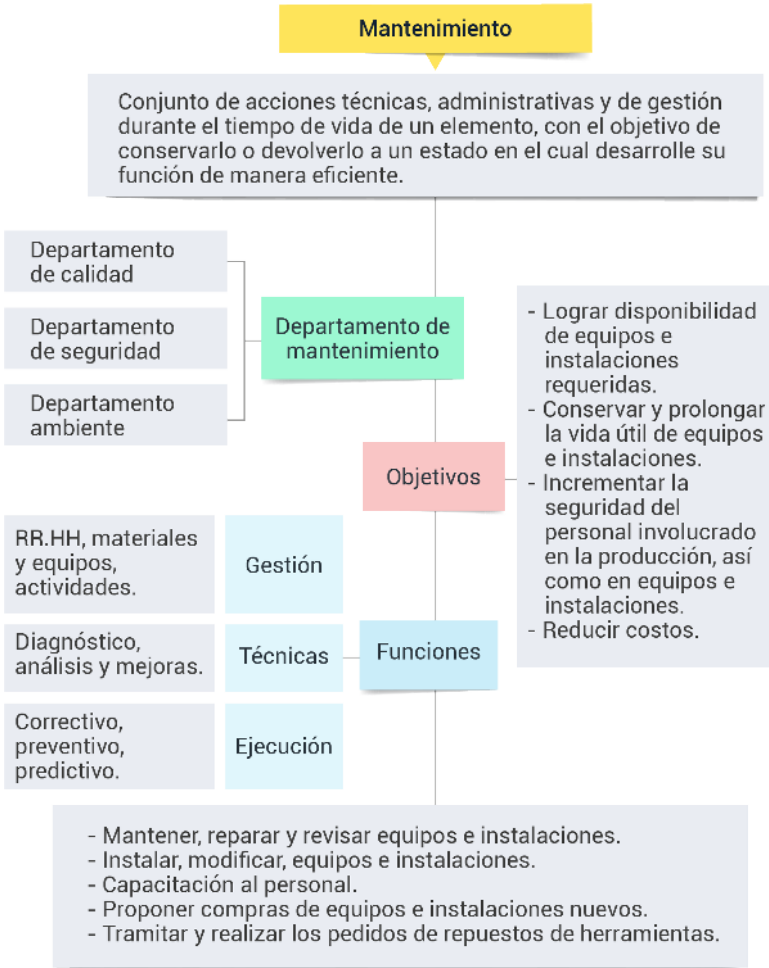 Mantenimiento
Conjunto de acciones técnicas, administrativas y de gestión
durante el tiempo de vida de un elemento, con el objetivo de
conservarlo o devolverlo a un estado en el cual desarrolle su
función de manera eficiente.
Departamento
de calidad
Departamento
de seguridad
Departamento
ambiente
Departamento de
mantenimiento
Objetivos
- Lograr disponibilidad
de equipos e
instalaciones
requeridas.
- Conservar y prolongar
la vida útil de equipos
e instalaciones.
- Incrementar la
seguridad del
personal involucrado
en la producción, así
como en equipos e
instalaciones.
- Reducir costos.
RR.HH, materiales
y equipos,
actividades.
Gestión
Diagnóstico,
análisis y mejoras.
Técnicas
Funciones
Correctivo,
preventivo,
predictivo.
Ejecución
- Mantener, reparar y revisar equipos e instalaciones.
- Instalar, modificar, equipos e instalaciones.
- Capacitación al personal.
- Proponer compras de equipos e instalaciones nuevos.
- Tramitar y realizar los pedidos de repuestos de herramientas.